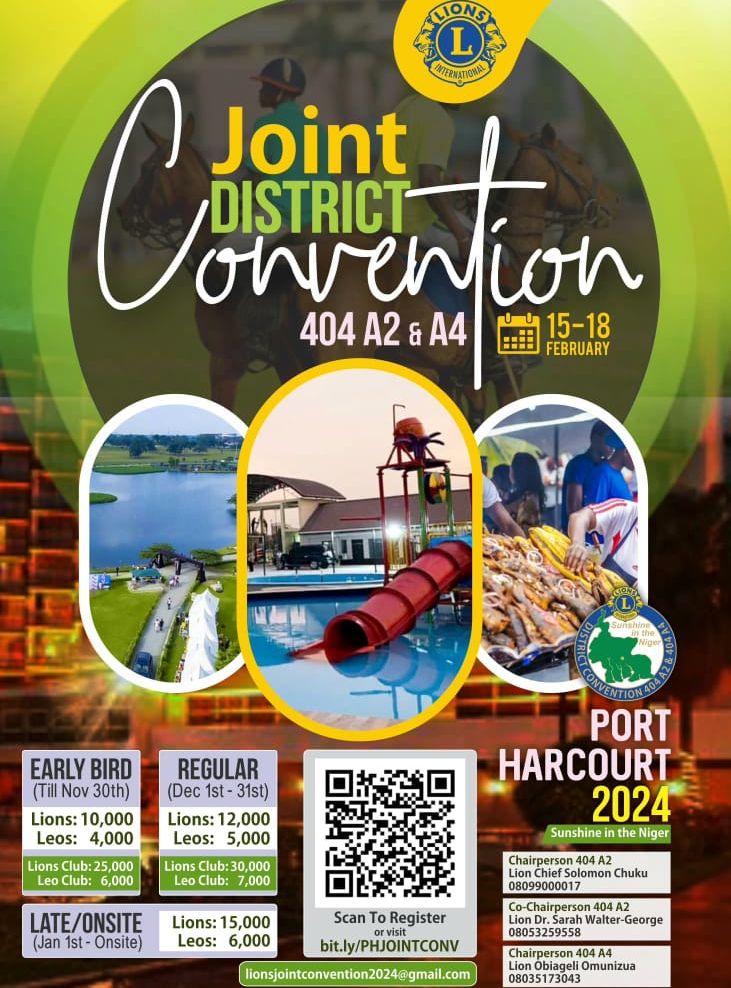 LIONS
L
INTERNATIONAL
Joint
DISTRICT
Convention
404 A2 & A4
15-18
FEBRUARY
LIONS
Sunshine
in the
Niger
DISTRICT CONVENTION 404 A2 & 404 A4
PORT
HARCOURT
2024
Sunshine in the Niger
EARLY BIRD
(Till Nov 30th)
Lions: 10,000
Leos: 4,000
Lions Club: 25,000
Leo Club: 6,000
REGULAR
(Dec 1st - 31st)
Lions: 12,000
Leos: 5,000
Lions Club: 30,000
Leo Club: 7,000
LATE/ONSITE
(Jan 1st - Onsite)
Lions: 15,000
Leos: 6,000
Scan To Register
or visit
bit.ly/PHJOINTCONV
lionsjointconvention2024@gmail.com
Chairperson 404 A2
Lion Chief Solomon Chuku
08099000017
Co-Chairperson 404 A2
Lion Dr. Sarah Walter-George
08053259558
Chairperson 404 A4
Lion Obiageli Omunizua
08035173043